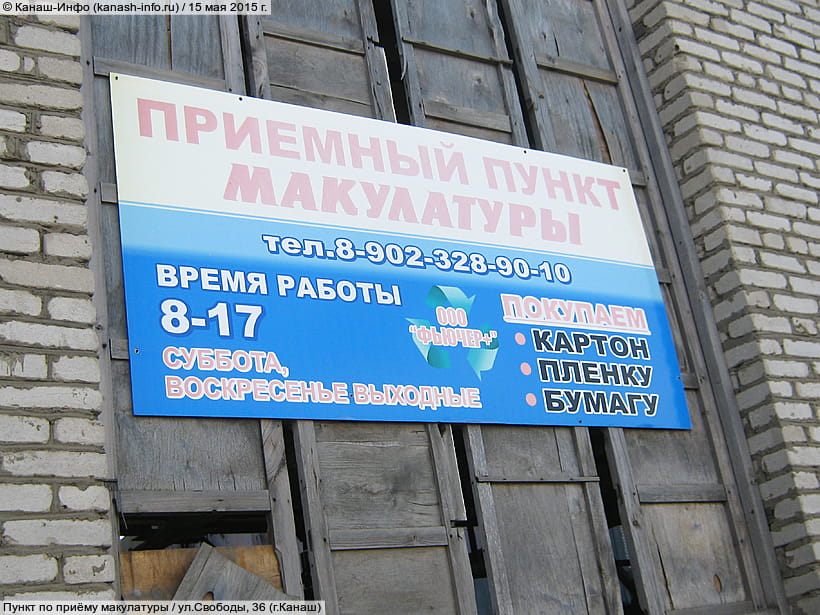 © Канаш-Инфо (kanash-info.ru) / 15 мая 2015 г.
ПРИЕМНЫЙ ПУНКТ
МАКУЛАТУРЫ
тел.8-902-328-90-10
ВРЕМЯ РАБОТЫ
8-17
СУББОТА,
ВОСКРЕСЕНЬЕ ВЫХОДНЫЕ
ООО
"ФЬЮЧЕР+"
ПОКУПАЕМ
• КАРТОН
• ПЛЕНКУ
• БУМАГУ
Пункт по приёму макулатуры / ул.Свободы, 36 (г.Канаш)